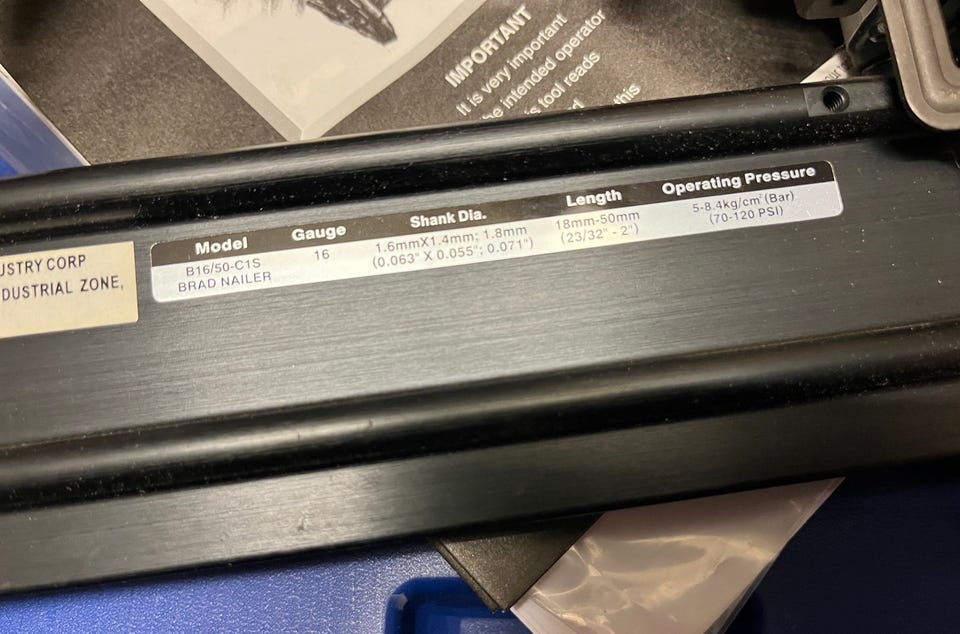 IMPORTANT
It is very important
intended operator
tool reads
this
USTRY CORP
DUSTRIAL ZONE,
Model Gauge Shank Dia. Length Operating Pressure
B16/50-C1S 16 1.6mmX1.4mm; 1.8mm 18mm-50mm 5-8.4kg/cm²(Bar)
BRAD NAILER (0.063" X 0.055"; 0.071") (23/32" - 2") (70-120 PSI)